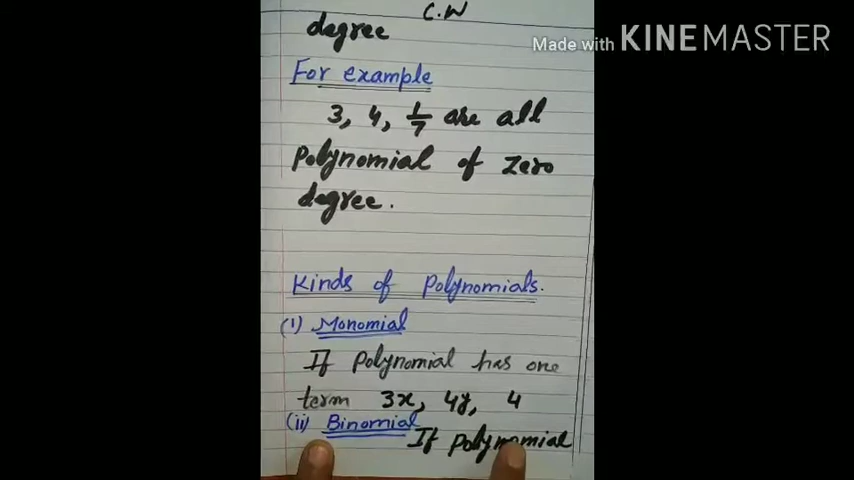 C.W
degree
Made with KINEMASTER
For example
3, 4, 1/7 are all
Polynomial of zero
degree.
Kinds of Polynomials.
(i) Monomial
If Polynomial has one
term 3x, 4y, 4
(ii) Binomial If Polynomial